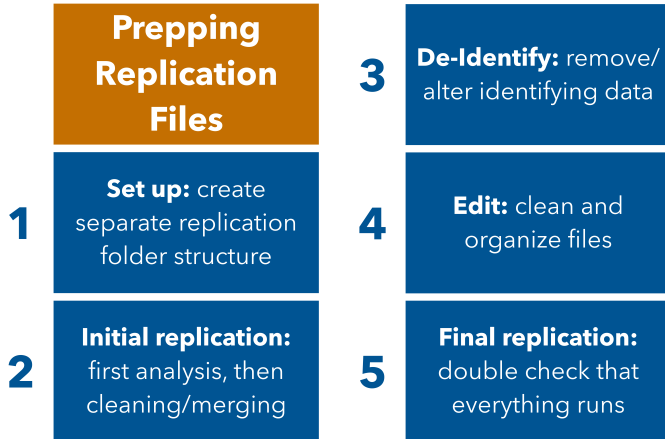 Prepping
Replication
Files
1
Set up: create
separate replication
folder structure
2
Initial replication:
first analysis, then
cleaning/merging
3
De-Identify: remove/
alter identifying data
4
Edit: clean and
organize files
5
Final replication:
double check that
everything runs